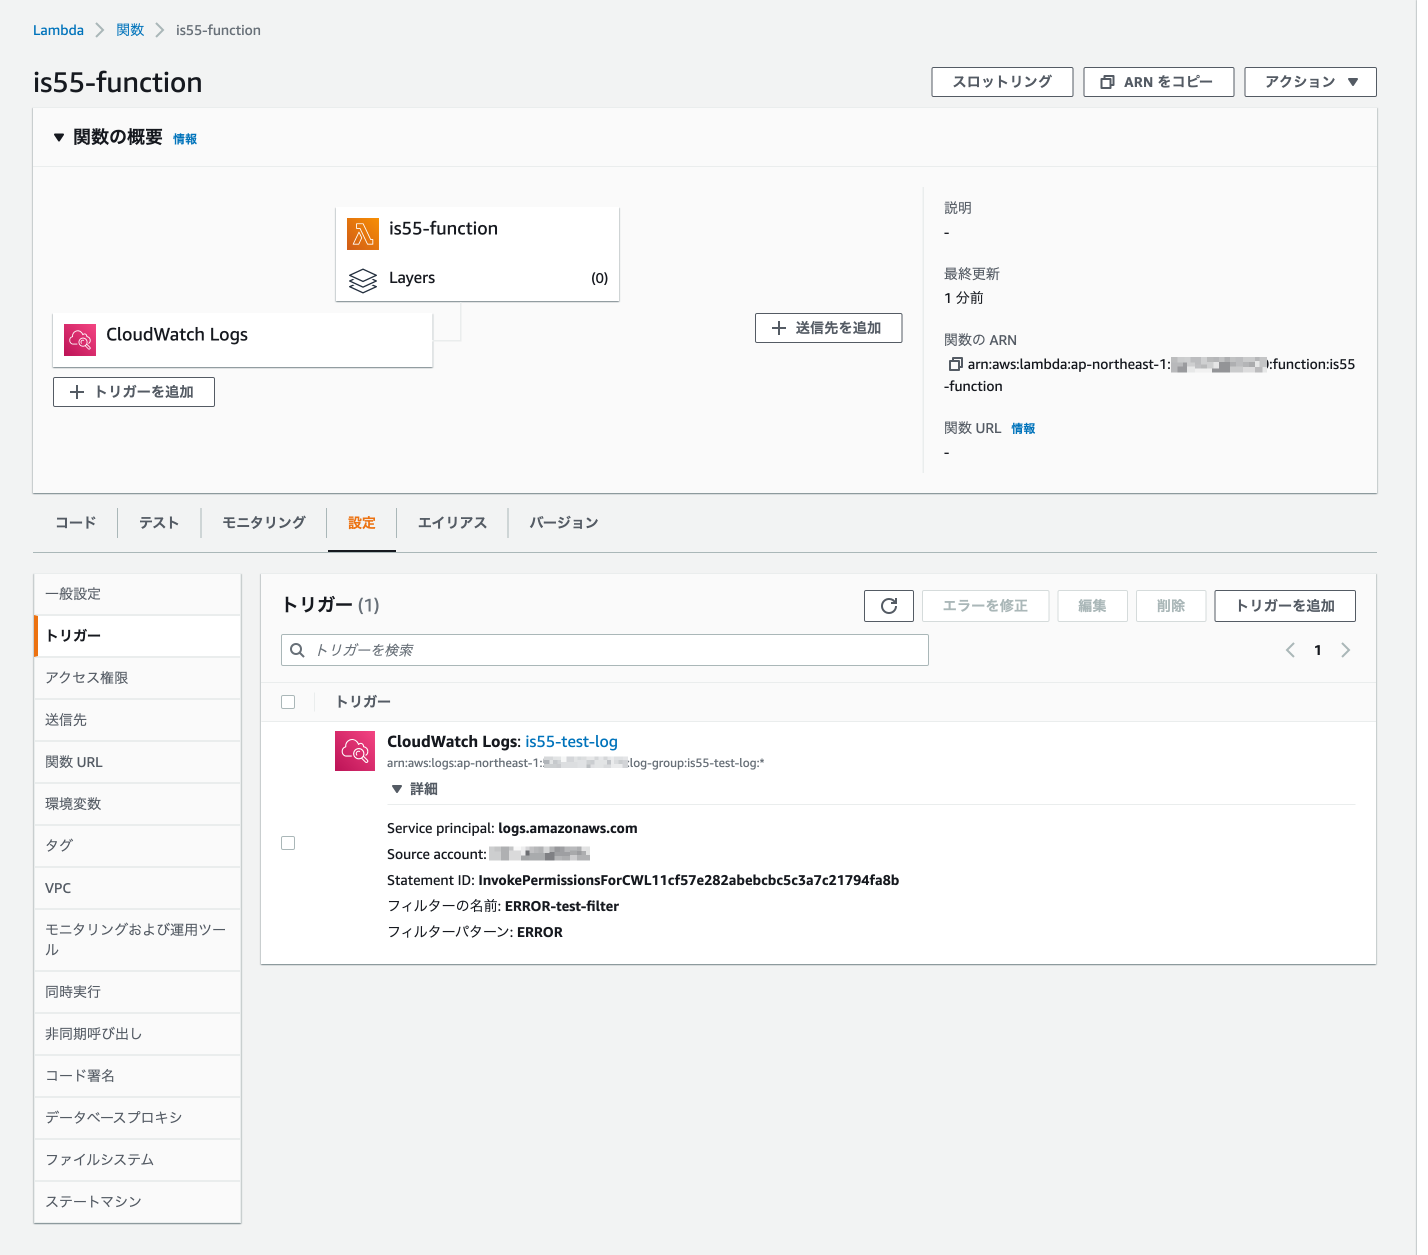 Lambda
関数
is55-function
is55-function
スロットリング
ARN をコピー
アクション
関数の概要 情報
is55-function
Layers (0)
CloudWatch Logs
トリガーを追加
送信先を追加
説明
-
最終更新
1 分前
関数の ARN
arn:aws:lambda:ap-northeast-1: :function:is55
-function
関数 URL 情報
-
コード
テスト
モニタリング
設定
エイリアス
バージョン
一般設定
トリガー
アクセス権限
送信先
関数 URL
環境変数
タグ
VPC
モニタリングおよび運用ツー
ル
同時実行
非同期呼び出し
コード署名
データベースプロキシ
ファイルシステム
ステートマシン
トリガー (1)
エラーを修正
編集
削除
トリガーを追加
トリガーを検索
1
トリガー
CloudWatch Logs: is55-test-log
arn:aws:logs:ap-northeast-1: :log-group:is55-test-log:*
詳細
Service principal: logs.amazonaws.com
Source account:
Statement ID: InvokePermissionsForCWL11cf57e282abebcbc5c3a7c21794fa8b
フィルターの名前: ERROR-test-filter
フィルターパターン: ERROR